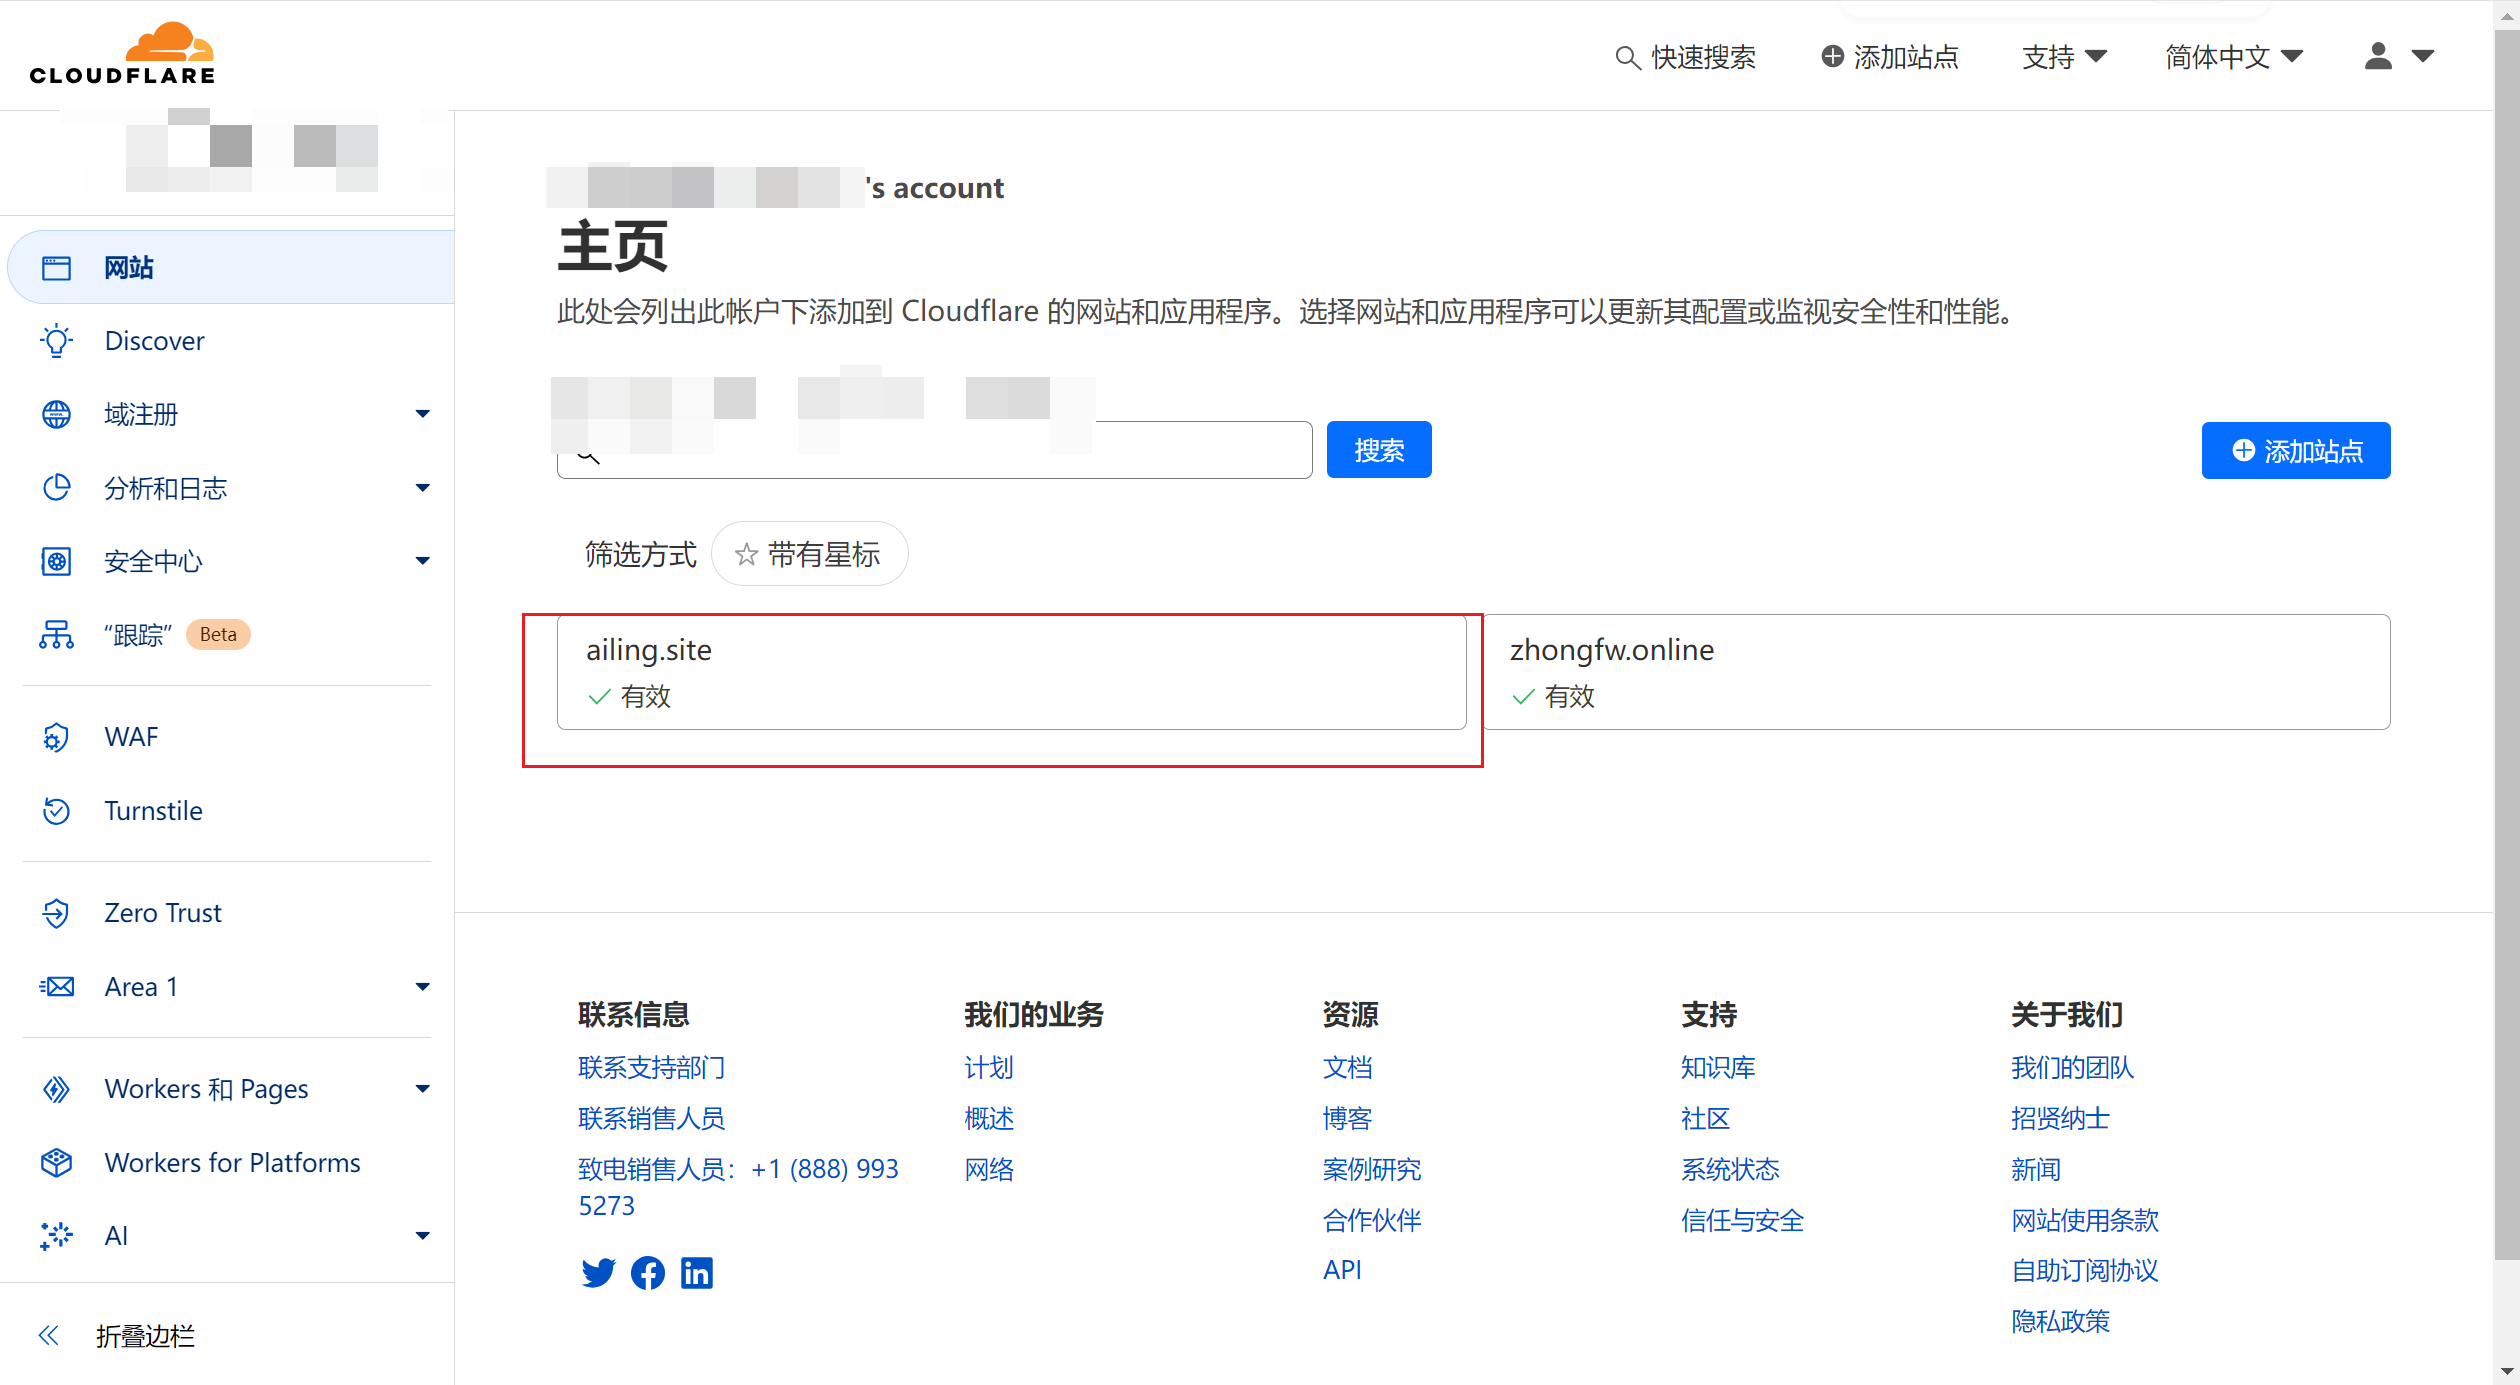 CLOUDFLARE
快速搜索
添加站点
支持
简体中文
's account
主页
此处会列出此帐户下添加到 Cloudflare 的网站和应用程序。选择网站和应用程序可以更新其配置或监视安全性和性能。
搜索
添加站点
筛选方式
带有星标
ailing.site
有效
zhongfw.online
有效
网站
Discover
域注册
分析和日志
安全中心
“跟踪” Beta
WAF
Turnstile
Zero Trust
Area 1
Workers 和 Pages
Workers for Platforms
AI
折叠边栏
联系信息
联系支持部门
联系销售人员
致电销售人员：+1 (888) 993
5273
我们的业务
计划
概述
网络
资源
文档
博客
案例研究
合作伙伴
API
支持
知识库
社区
系统状态
信任与安全
关于我们
我们的团队
招贤纳士
新闻
网站使用条款
自助订阅协议
隐私政策